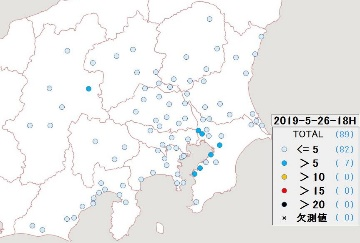 2019-5-26-18H
TOTAL (89)
<= 5 (82)
> 5 ( 7)
> 10 ( 0)
> 15 ( 0)
> 20 ( 0)
× 欠測値 ( 0)